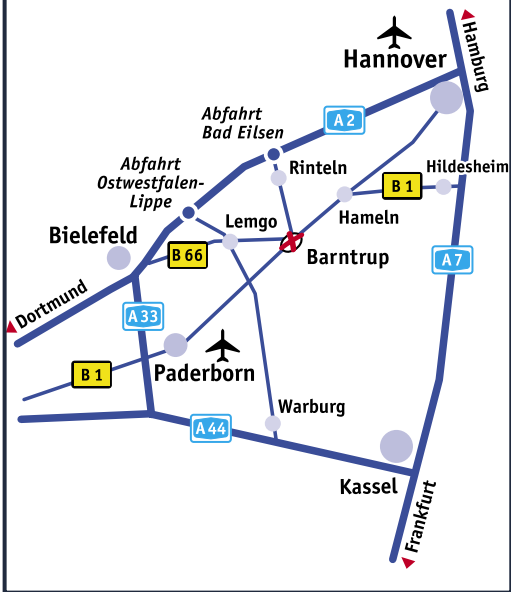 Hamburg
Hannover
A 2
Abfahrt
Bad Eilsen
Abfahrt
Ostwestfalen-
Lippe
Rinteln
Hildesheim
B 1
Hameln
Lemgo
Bielefeld
B 66
Barntrup
A 7
Dortmund
A 33
Paderborn
B 1
Warburg
A 44
Kassel
Frankfurt